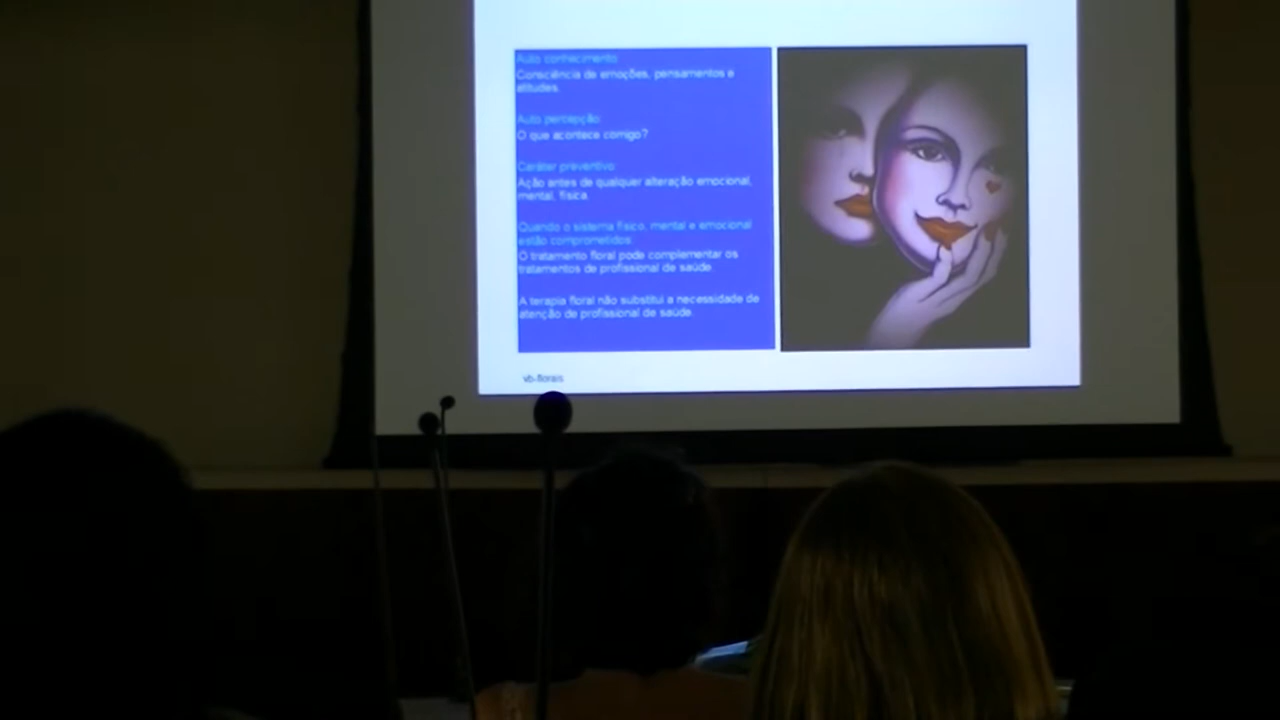 Auto conhecimento:
Consciência de emoções, pensamentos e
atitudes.
Auto percepção:
O que acontece comigo?
Caráter preventivo:
Ação antes de qualquer alteração emocional,
mental, física.
Quando o sistema físico, mental e emocional
estão comprometidos:
O tratamento floral pode complementar os
tratamentos de profissional de saúde.
A terapia floral não substitui a necessidade de
atenção de profissional de saúde.
vb-florais